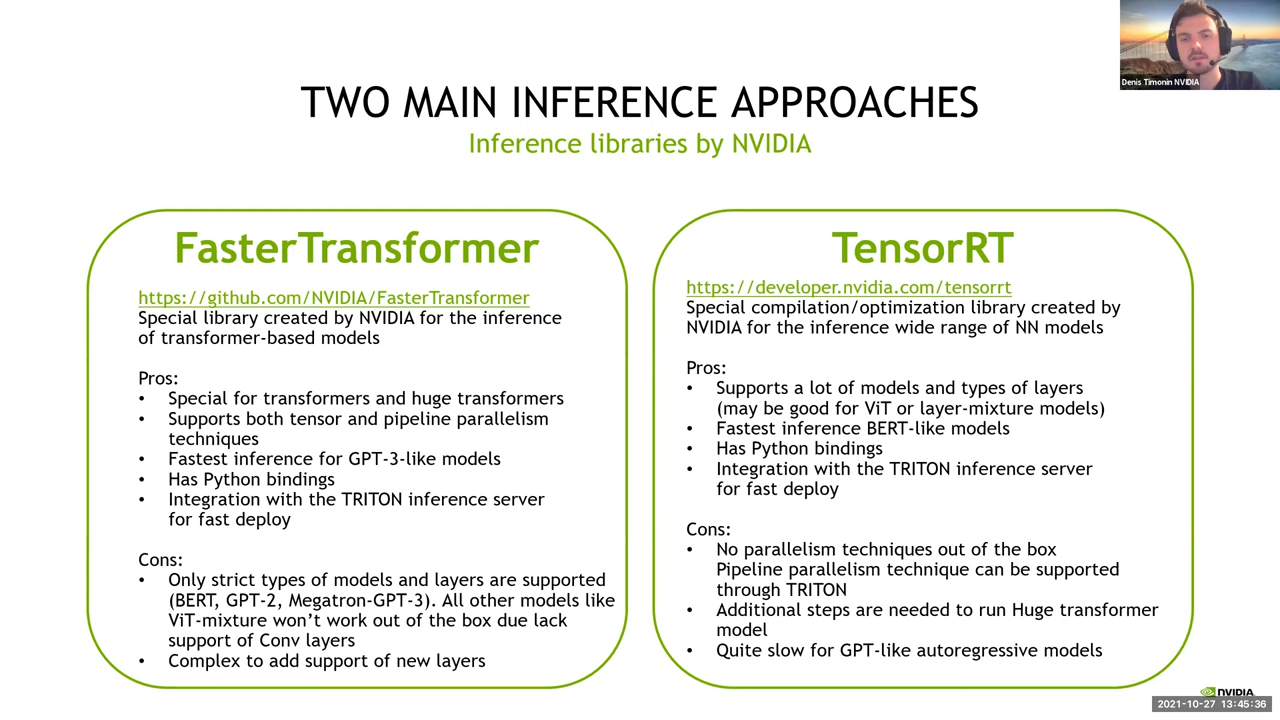 Denis Timonin NVIDIA
TWO MAIN INFERENCE APPROACHES
Inference libraries by NVIDIA
FasterTransformer
https://github.com/NVIDIA/FasterTransformer
Special library created by NVIDIA for the inference
of transformer-based models
Pros:
• Special for transformers and huge transformers
• Supports both tensor and pipeline parallelism
techniques
• Fastest inference for GPT-3-like models
• Has Python bindings
• Integration with the TRITON inference server
for fast deploy
Cons:
• Only strict types of models and layers are supported
(BERT, GPT-2, Megatron-GPT-3). All other models like
ViT-mixture won’t work out of the box due lack
support of Conv layers
• Complex to add support of new layers
TensorRT
https://developer.nvidia.com/tensorrt
Special compilation/optimization library created by
NVIDIA for the inference wide range of NN models
Pros:
• Supports a lot of models and types of layers
(may be good for ViT or layer-mixture models)
• Fastest inference BERT-like models
• Has Python bindings
• Integration with the TRITON inference server
for fast deploy
Cons:
• No parallelism techniques out of the box
Pipeline parallelism technique can be supported
through TRITON
• Additional steps are needed to run Huge transformer
model
• Quite slow for GPT-like autoregressive models
NVIDIA
2021-10-27 13:45:36